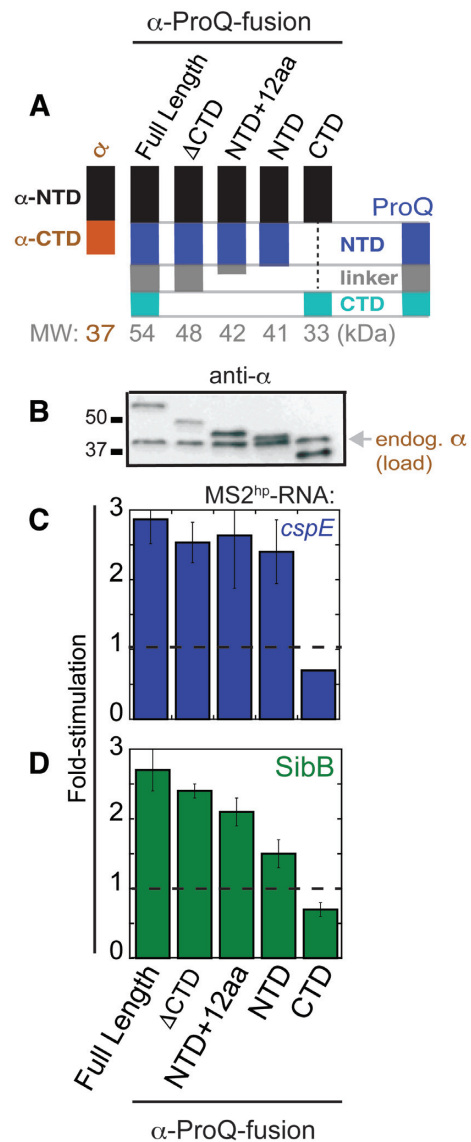 α-ProQ-fusion
A
α
Full Length
ΔCTD
NTD+12aa
NTD
CTD
α-NTD
α-CTD
ProQ
NTD
linker
CTD
MW: 37 54 48 42 41 33 (kDa)
anti-α
B
50
37
endog. α
(load)
MS2hp-RNA:
C
cspE
3
2
1
0
Fold-stimulation
D
SibB
3
2
1
0
Full Length
ΔCTD
NTD+12aa
NTD
CTD
α-ProQ-fusion